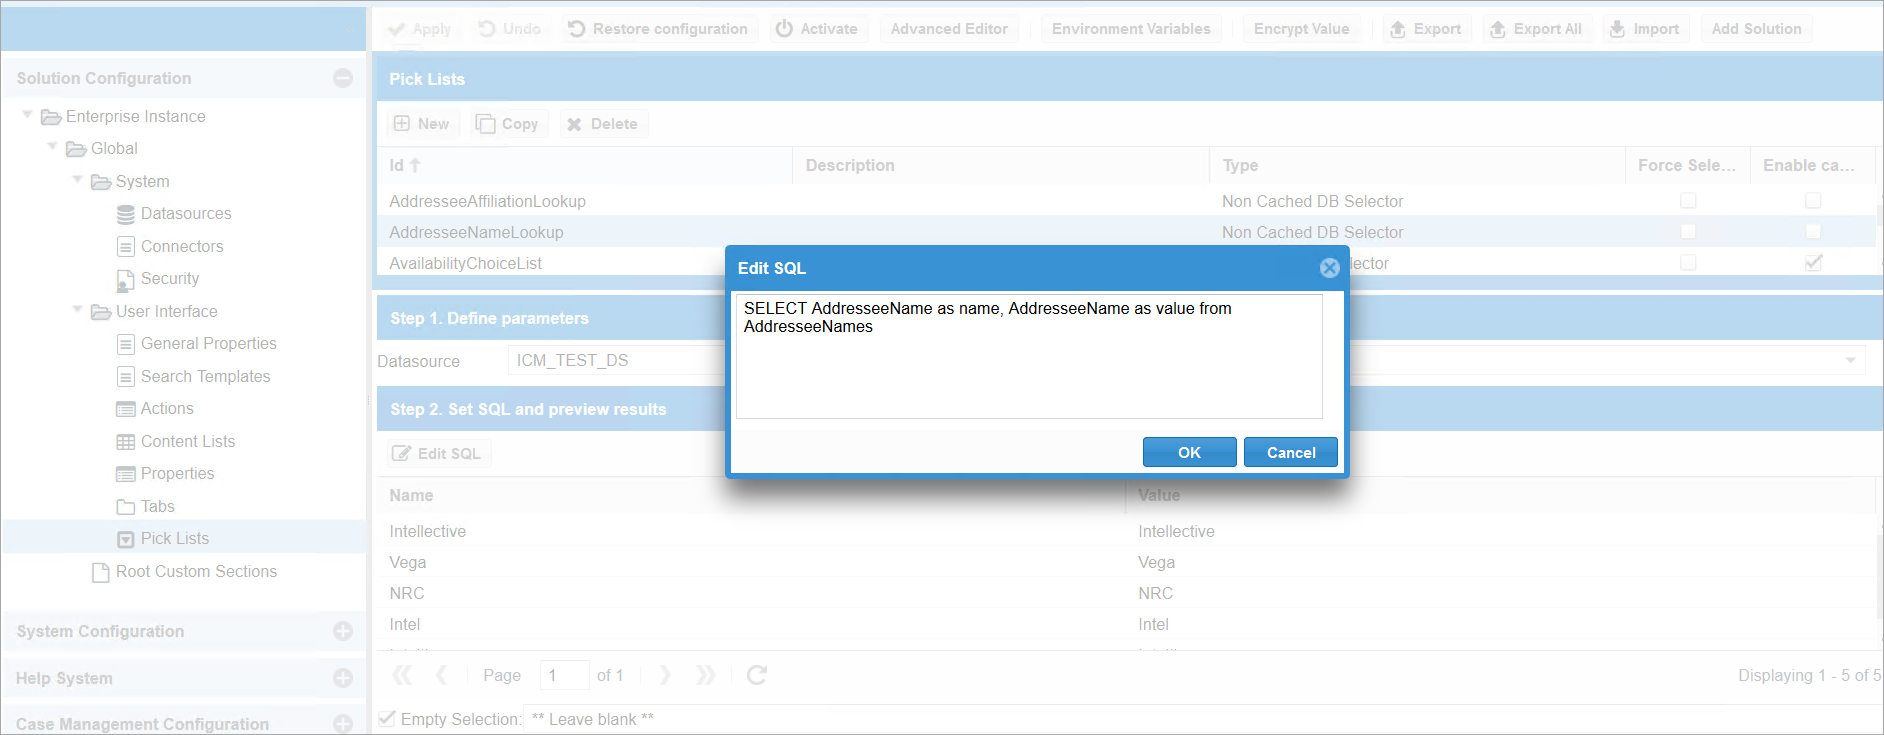 Apply Undo Restore configuration Activate Advanced Editor Environment Variables Encrypt Value Export Export All Import Add Solution
Solution Configuration
Enterprise Instance
Global
System
Datasources
Connectors
Security
User Interface
General Properties
Search Templates
Actions
Content Lists
Properties
Tabs
Pick Lists
Root Custom Sections
System Configuration
Help System
Case Management Configuration
Pick Lists
New Copy Delete
Id Description Type Force Sele... Enable ca...
AddresseeAffiliationLookup Non Cached DB Selector
AddresseeNameLookup Non Cached DB Selector
AvailabilityChoiceList
Edit SQL
SELECT AddresseeName as name, AddresseeName as value from
AddresseeNames
OK Cancel
Step 1. Define parameters
Datasource ICM_TEST_DS
Step 2. Set SQL and preview results
Edit SQL
Name Value
Intellective Intellective
Vega Vega
NRC NRC
Intel Intel
Page 1 of 1 Displaying 1 - 5 of 5
Empty Selection: ** Leave blank **